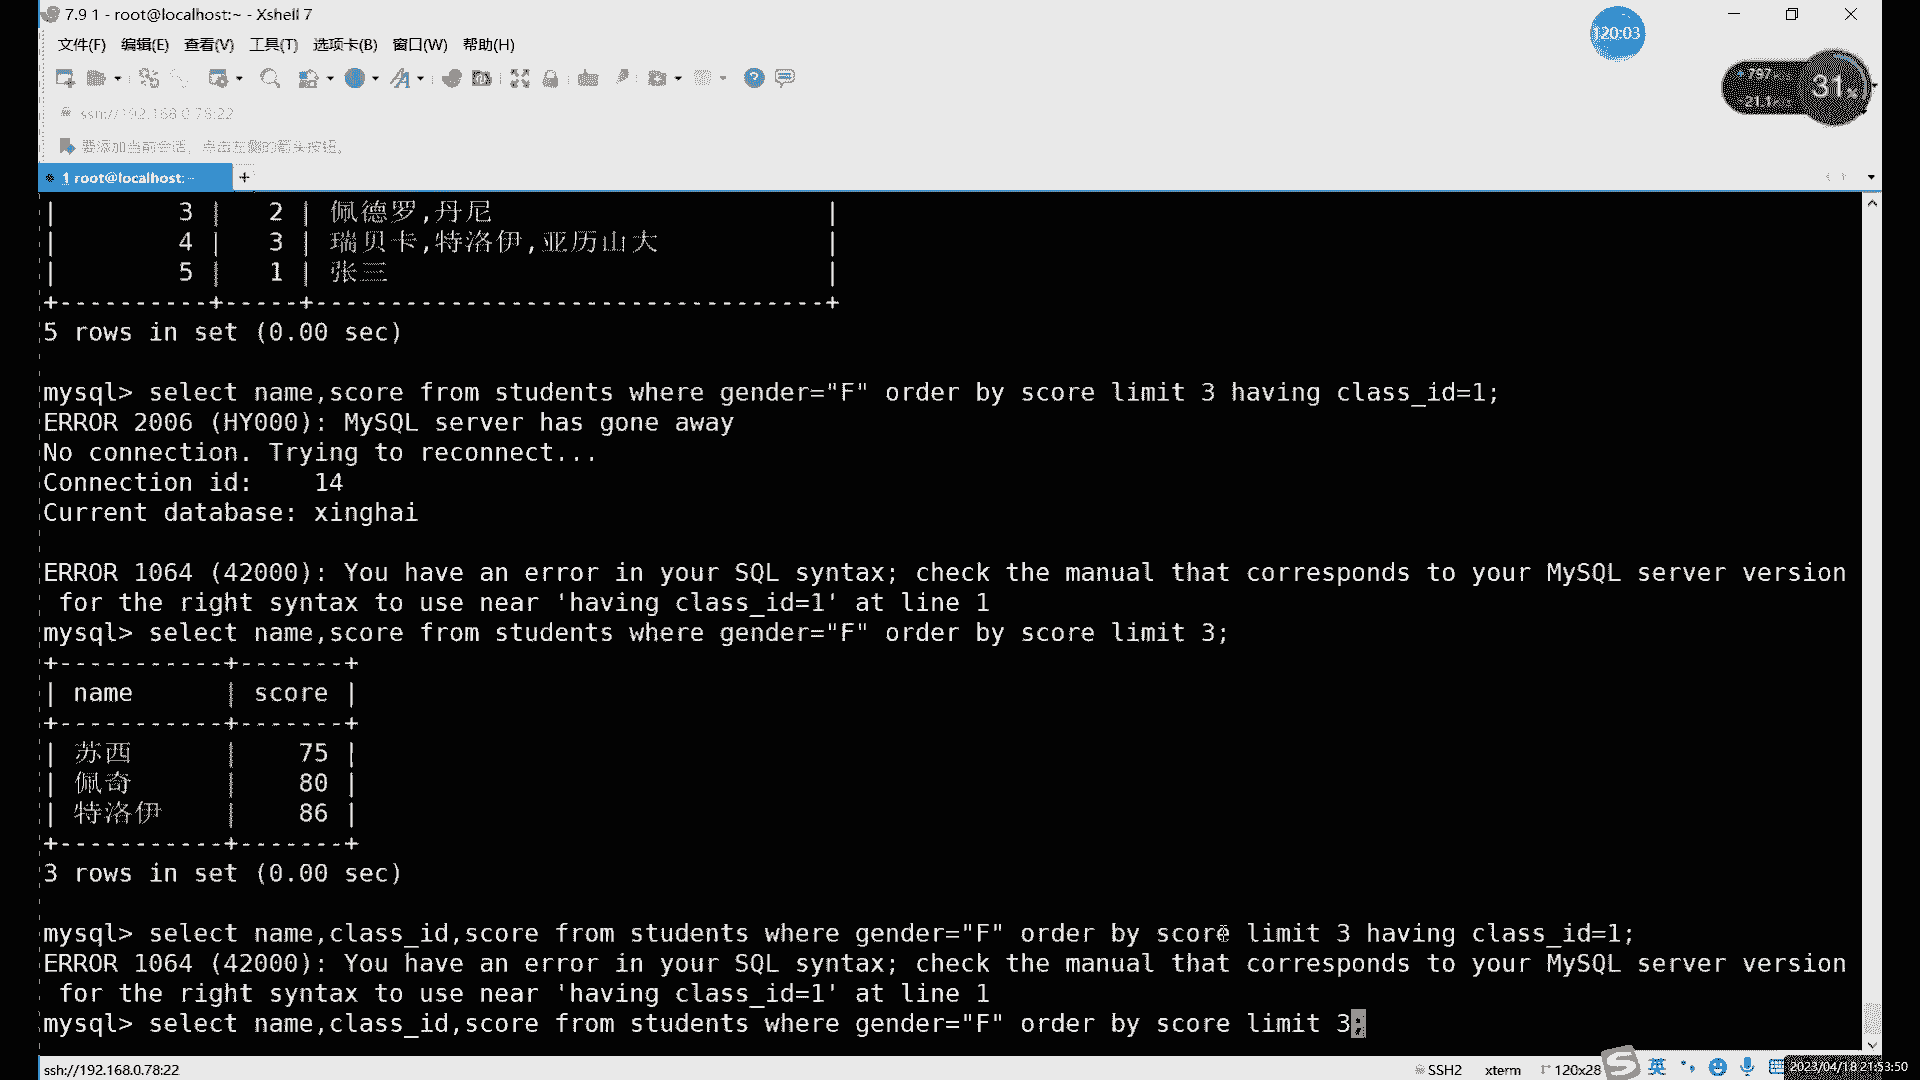 7.9 1 - root@localhost:~ - Xshell 7
文件(F) 编辑(E) 查看(V) 工具(T) 选项卡(B) 窗口(W) 帮助(H)
120:03
797
21.1
31
ssh://192.168.0.78:22
要添加当前会话，点击左侧的箭头按钮。
1 root@localhost:~
+
| 3 | 2 | 佩德罗,丹尼 |
| 4 | 3 | 瑞贝卡,特洛伊,亚历山大 |
| 5 | 1 | 张三 |
+----------+-----+----------------------------------+
5 rows in set (0.00 sec)
mysql> select name,score from students where gender="F" order by score limit 3 having class_id=1;
ERROR 2006 (HY000): MySQL server has gone away
No connection. Trying to reconnect...
Connection id:    14
Current database: xinghai
ERROR 1064 (42000): You have an error in your SQL syntax; check the manual that corresponds to your MySQL server version
for the right syntax to use near 'having class_id=1' at line 1
mysql> select name,score from students where gender="F" order by score limit 3;
+-----------+-------+
| name | score |
+-----------+-------+
| 苏西 | 75 |
| 佩奇 | 80 |
| 特洛伊 | 86 |
+-----------+-------+
3 rows in set (0.00 sec)
mysql> select name,class_id,score from students where gender="F" order by score limit 3 having class_id=1;
ERROR 1064 (42000): You have an error in your SQL syntax; check the manual that corresponds to your MySQL server version
for the right syntax to use near 'having class_id=1' at line 1
mysql> select name,class_id,score from students where gender="F" order by score limit 3;
ssh://192.168.0.78:22
SSH2 xterm 120x28
英
2023/04/18 21:53:50